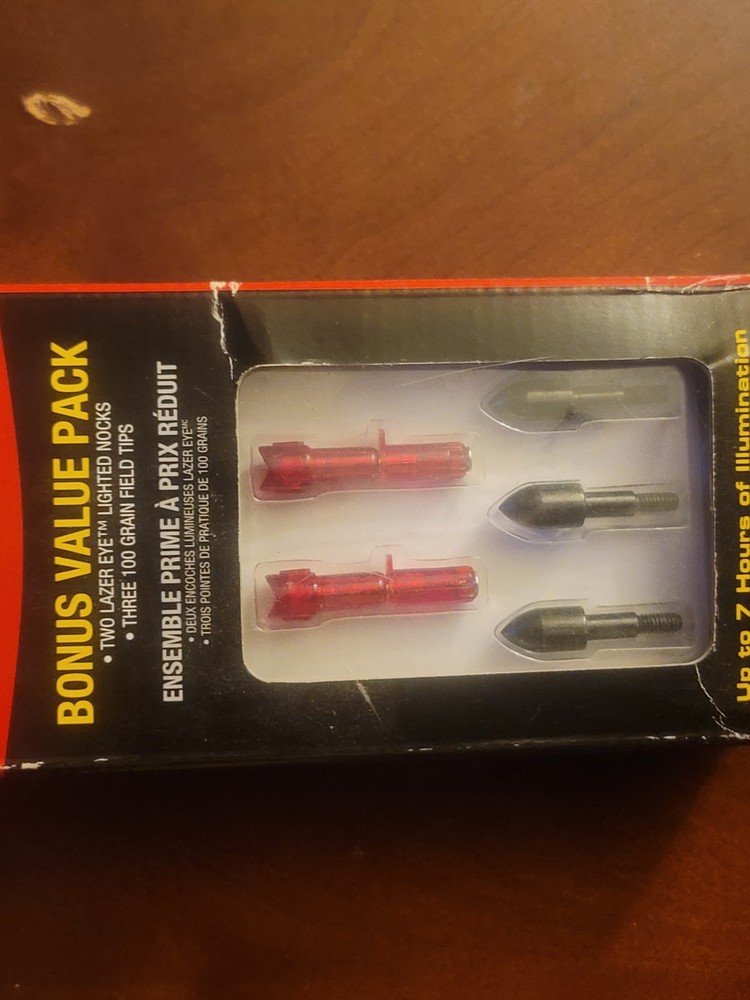 BONUS VALUE PACK
• TWO LAZER EYE™ LIGHTED NOCKS
• THREE 100 GRAIN FIELD TIPS
ENSEMBLE PRIME À PRIX RÉDUIT
• DEUX ENCOCHES LUMINEUSES LAZER EYEᴹᶜ
• TROIS POINTES DE PRATIQUE DE 100 GRAINS
Up to 7 Hours of Illumination